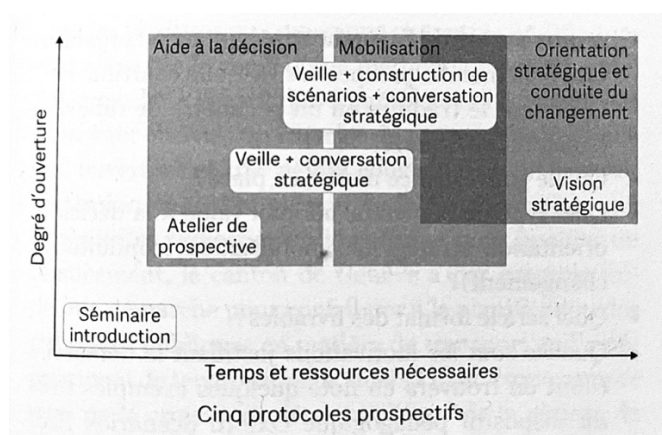 Aide à la décision
Mobilisation
Orientation
stratégique et
conduite du
changement
Veille + construction de
scénarios + conversation
stratégique
Veille + conversation
stratégique
Vision
stratégique
Atelier de
prospective
Séminaire
introduction
Degré d'ouverture
Temps et ressources nécessaires
Cinq protocoles prospectifs